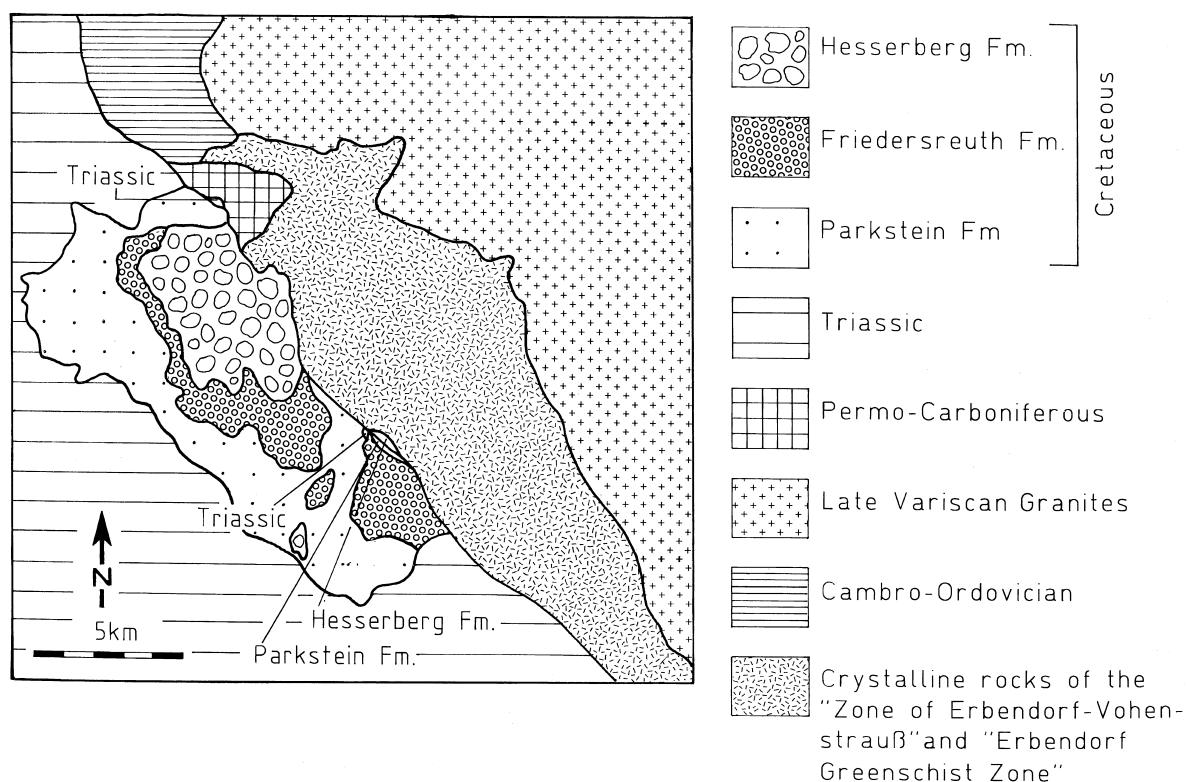 Triassic
Triassic
N
5km
Hesserberg Fm.
Parkstein Fm.
Hesserberg Fm.
Friedersreuth Fm.
Parkstein Fm
Cretaceous
Triassic
Permo-Carboniferous
Late Variscan Granites
Cambro-Ordovician
Crystalline rocks of the
"Zone of Erbendorf-Vohen-
strauß" and "Erbendorf
Greenschist Zone"